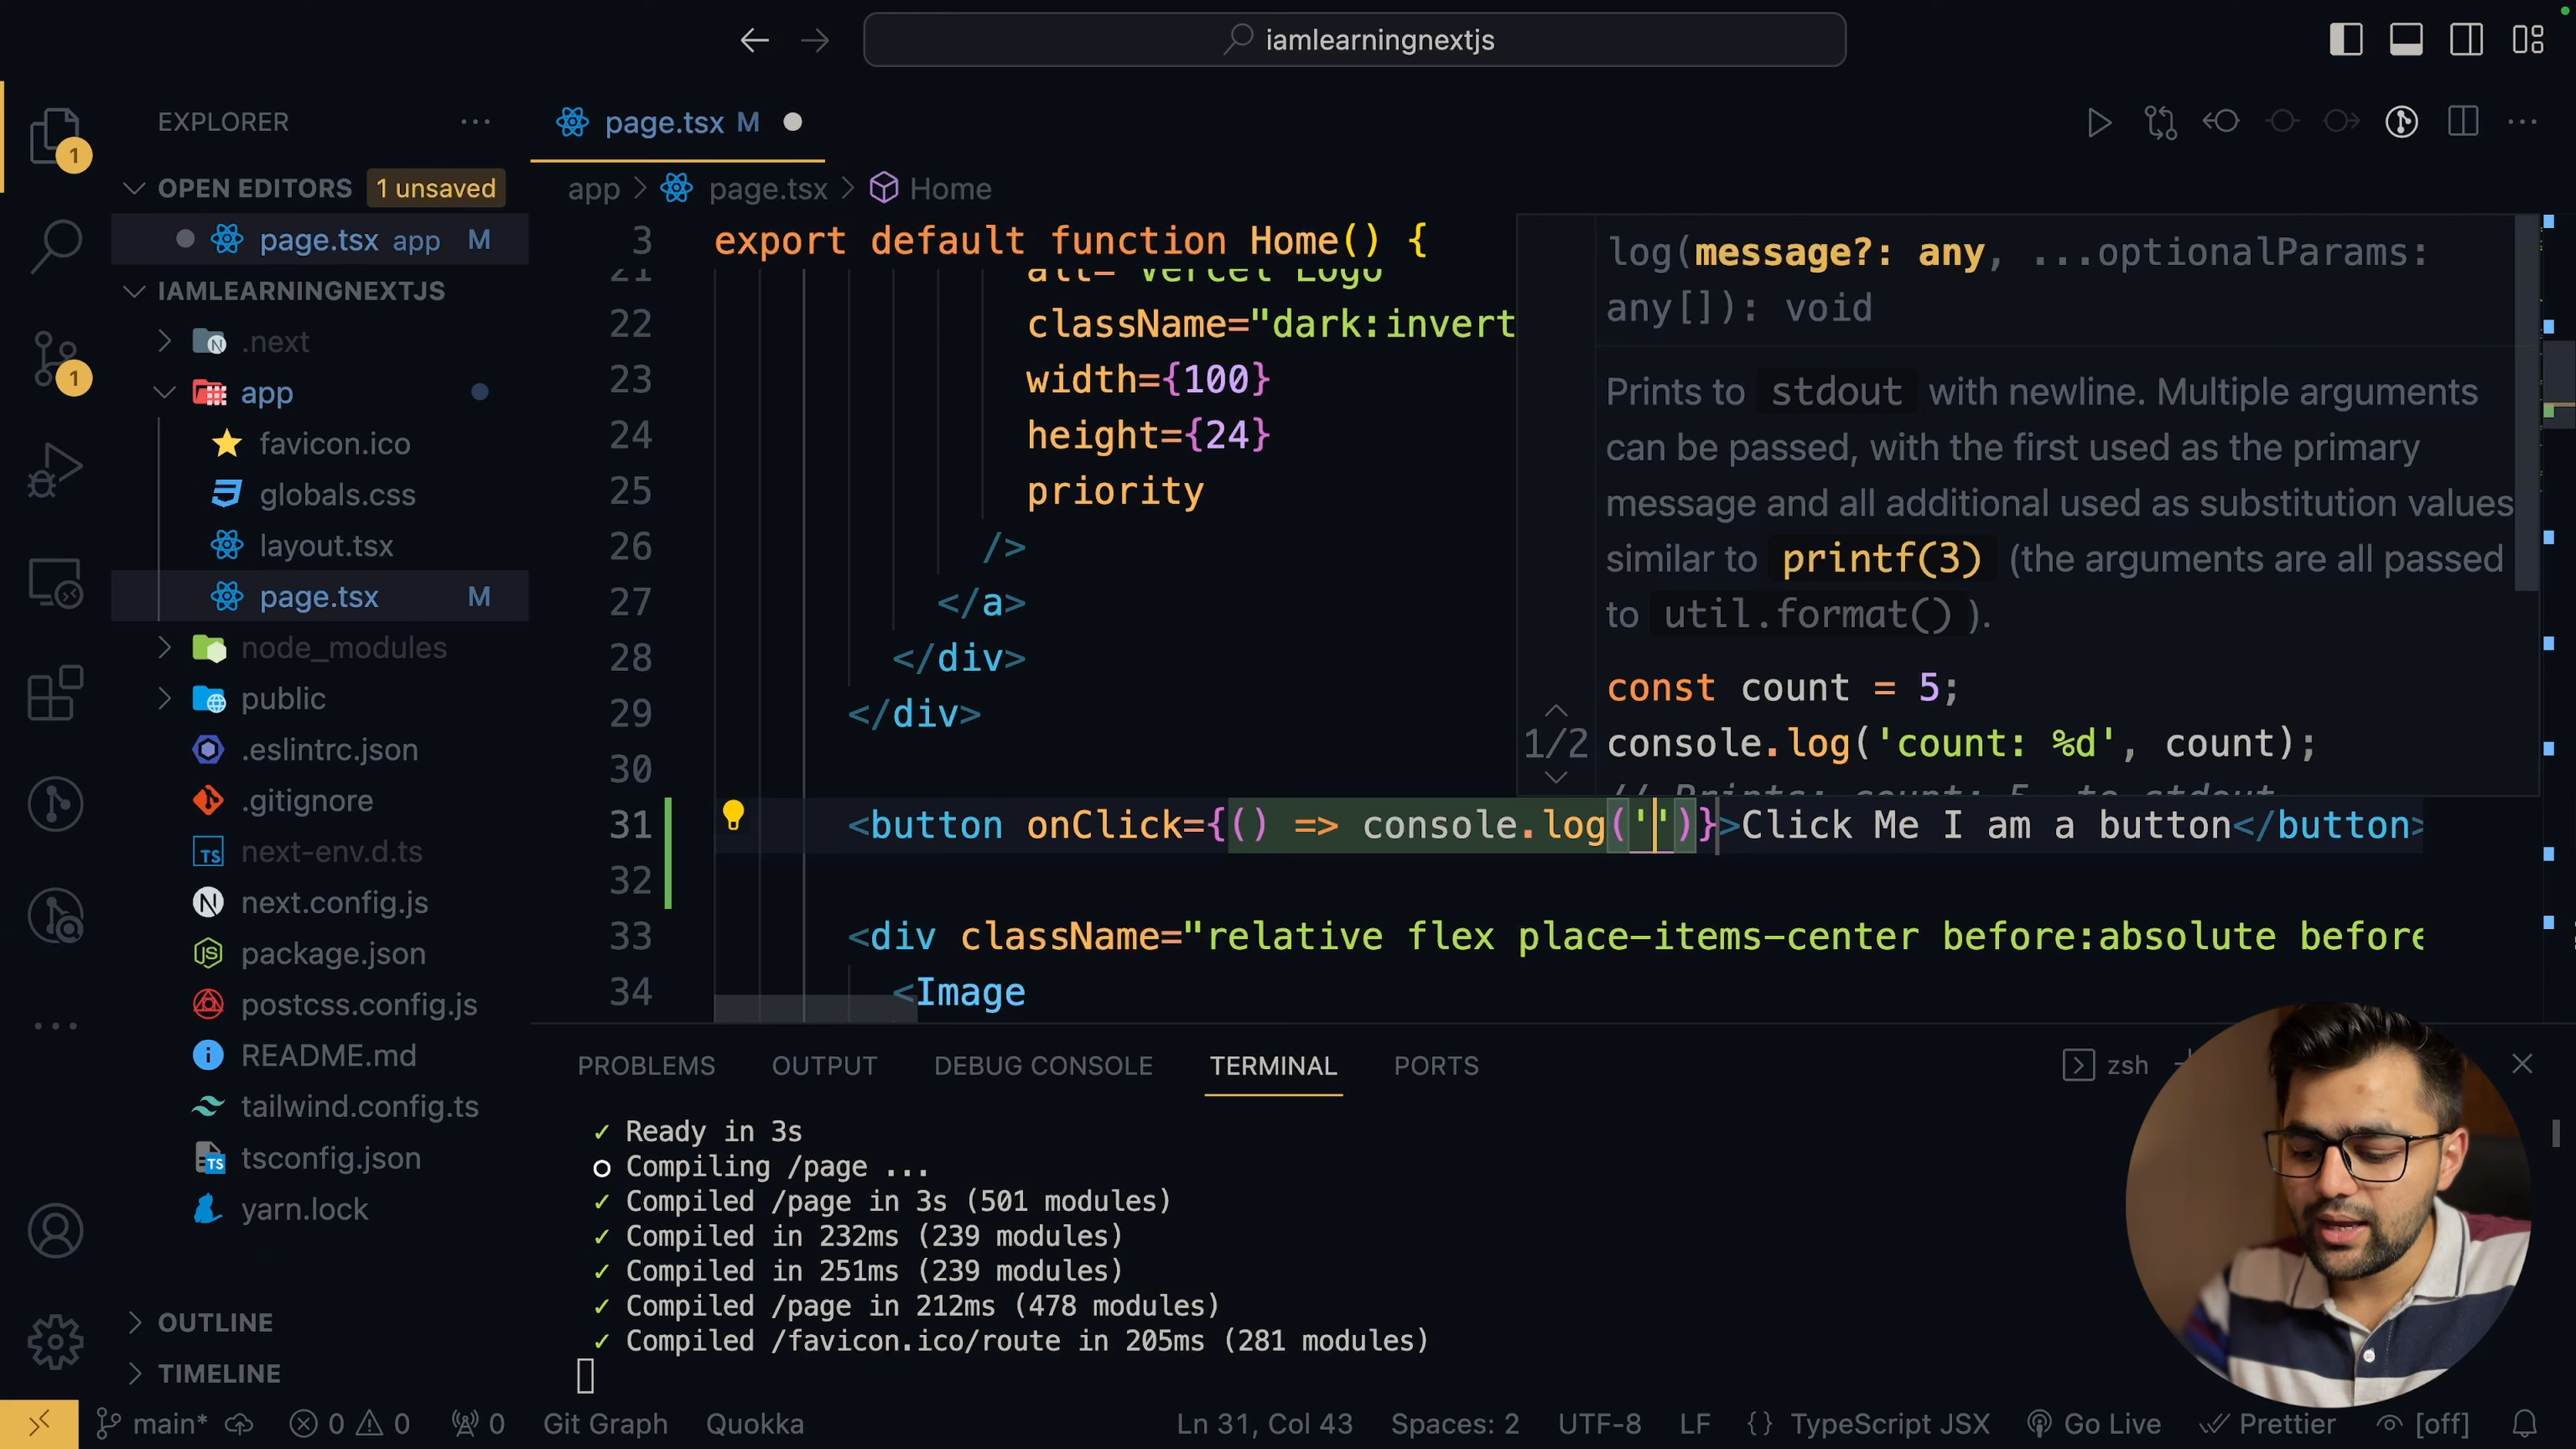 iamlearningnextjs
EXPLORER
page.tsx M
OPEN EDITORS 1 unsaved
page.tsx app M
IAMLEARNINGNEXTJS
.next
app
favicon.ico
globals.css
layout.tsx
page.tsx M
node_modules
public
.eslintrc.json
.gitignore
next-env.d.ts
next.config.js
package.json
postcss.config.js
README.md
tailwind.config.ts
tsconfig.json
yarn.lock
OUTLINE
TIMELINE
1
1
app > page.tsx > Home
3 export default function Home() {
21 alt="Vercel Logo"
22 className="dark:invert
23 width={100}
24 height={24}
25 priority
26 />
27 </a>
28 </div>
29 </div>
30
31 <button onClick={() => console.log('')}>Click Me I am a button</button>
32
33 <div className="relative flex place-items-center before:absolute before
34 <Image
log(message?: any, ...optionalParams:
any[]): void
Prints to stdout with newline. Multiple arguments
can be passed, with the first used as the primary
message and all additional used as substitution values
similar to printf(3) (the arguments are all passed
to util.format() ).
const count = 5;
1/2 console.log('count: %d', count);
// Prints: count: 5, to stdout
PROBLEMS OUTPUT DEBUG CONSOLE TERMINAL PORTS
zsh
✓ Ready in 3s
○ Compiling /page ...
✓ Compiled /page in 3s (501 modules)
✓ Compiled in 232ms (239 modules)
✓ Compiled in 251ms (239 modules)
✓ Compiled /page in 212ms (478 modules)
✓ Compiled /favicon.ico/route in 205ms (281 modules)
main* 0 0 0 Git Graph Quokka Ln 31, Col 43 Spaces: 2 UTF-8 LF {} TypeScript JSX Go Live Prettier [off]